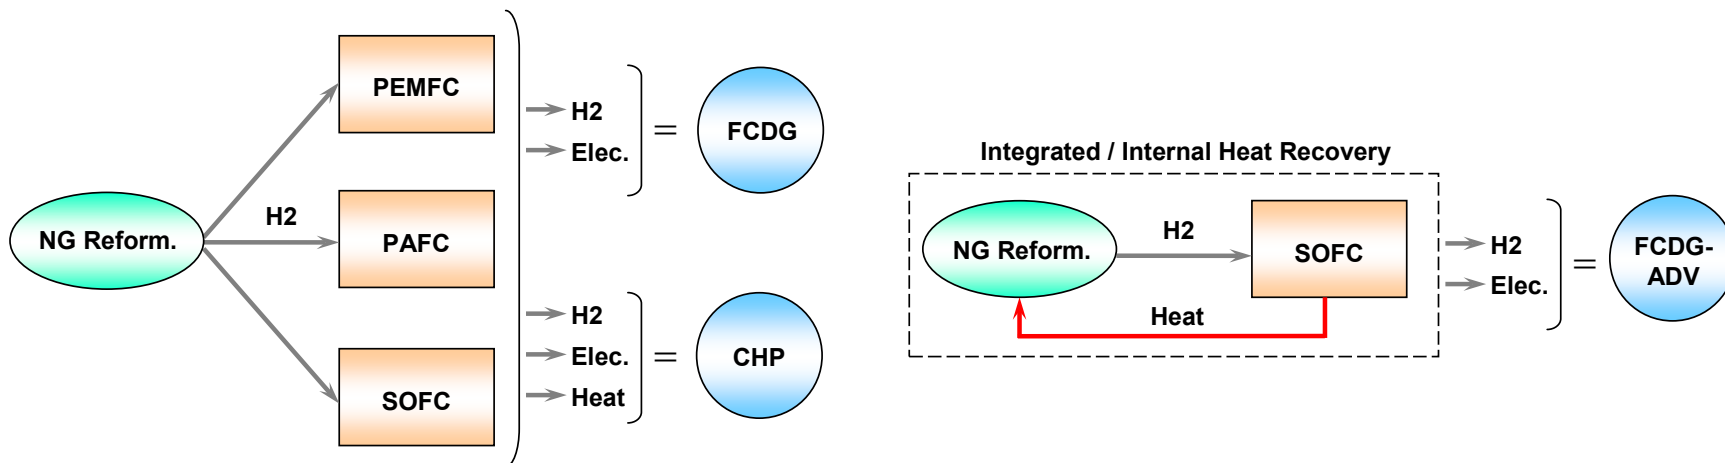 PEMFC
NG Reform.
H2
PAFC
SOFC
H2
Elec.
=
FCDG
H2
Elec.
Heat
=
CHP
Integrated / Internal Heat Recovery
NG Reform.
H2
SOFC
Heat
H2
Elec.
=
FCDG-
ADV